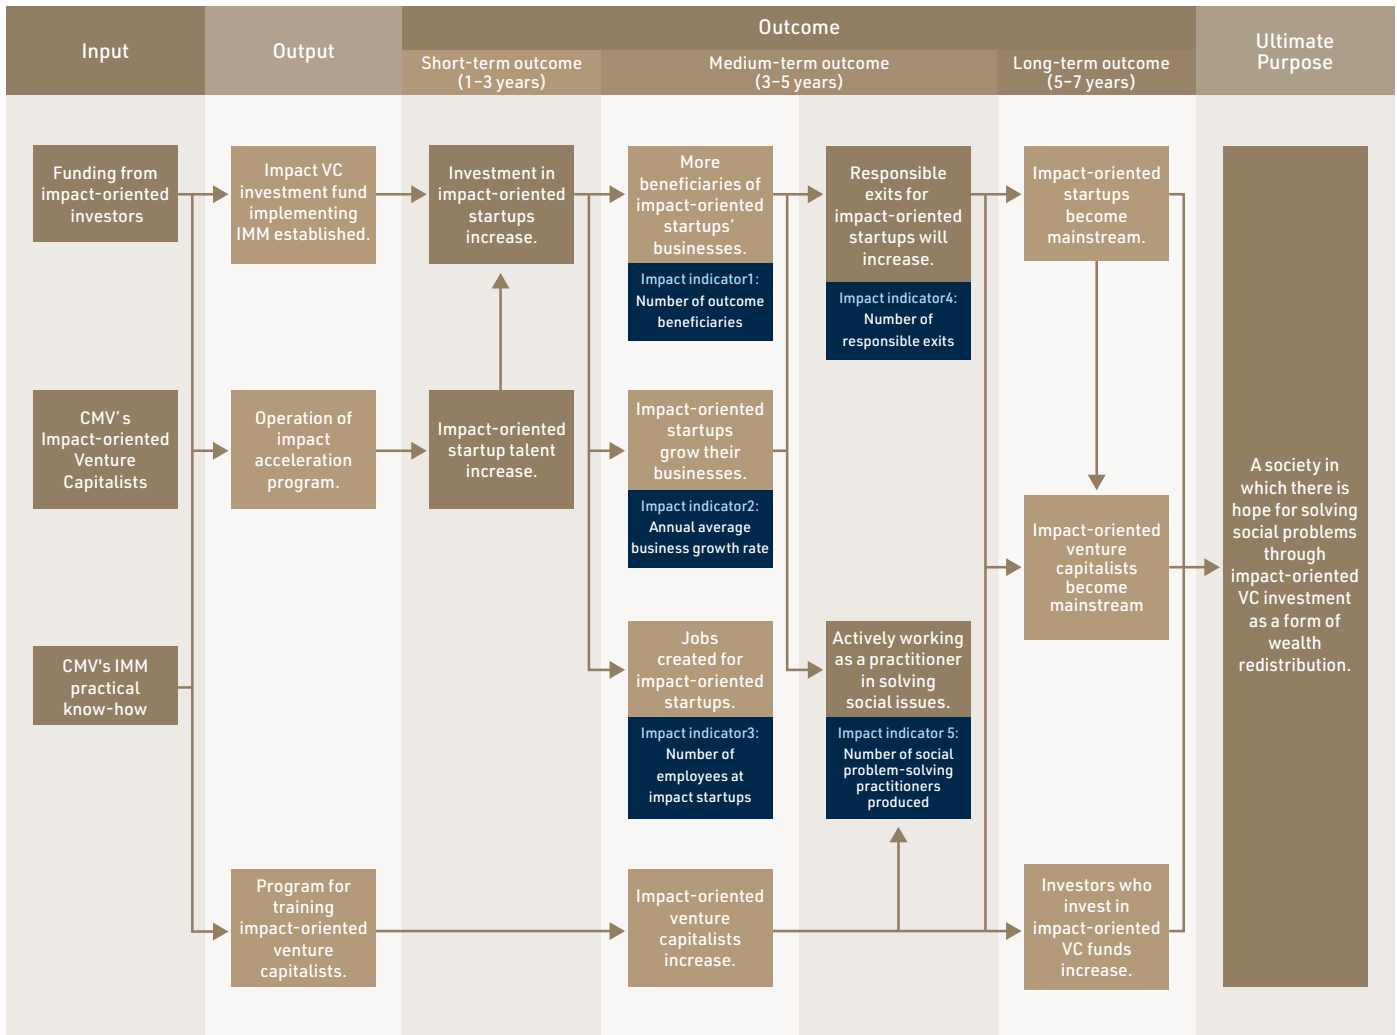 Input
Output
Outcome
Short-term outcome
(1–3 years)
Medium-term outcome
(3–5 years)
Long-term outcome
(5–7 years)
Ultimate
Purpose
Funding from
impact-oriented
investors
CMV's
Impact-oriented
Venture
Capitalists
CMV's IMM
practical
know-how
Impact VC
investment fund
implementing
IMM established.
Operation of
impact
acceleration
program.
Program for
training
impact-oriented
venture
capitalists.
Investment in
impact-oriented
startups
increase.
Impact-oriented
startup talent
increase.
More
beneficiaries of
impact-oriented
startups'
businesses.
Impact indicator1:
Number of outcome
beneficiaries
Impact-oriented
startups
grow their
businesses.
Impact indicator2:
Annual average
business growth rate
Jobs
created for
impact-oriented
startups.
Impact indicator3:
Number of
employees at
impact startups
Impact-oriented
venture
capitalists
increase.
Responsible
exits for
impact-oriented
startups will
increase.
Impact indicator4:
Number of
responsible exits
Actively working
as a practitioner
in solving
social issues.
Impact indicator 5:
Number of social
problem-solving
practitioners
produced
Impact-oriented
startups
become
mainstream.
Impact-oriented
venture
capitalists
become
mainstream
Investors who
invest in
impact-oriented
VC funds
increase.
A society in
which there is
hope for solving
social problems
through
impact-oriented
VC investment
as a form of
wealth
redistribution.